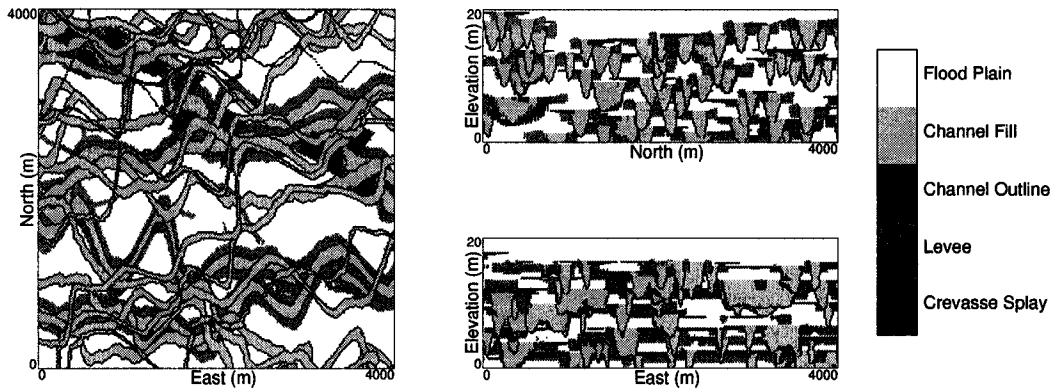 4000
North (m)
0
0
East (m)
4000
20
Elevation (m)
0
0
North (m)
4000
20
Elevation (m)
0
0
East (m)
4000
Flood Plain
Channel Fill
Channel Outline
Levee
Crevasse Splay